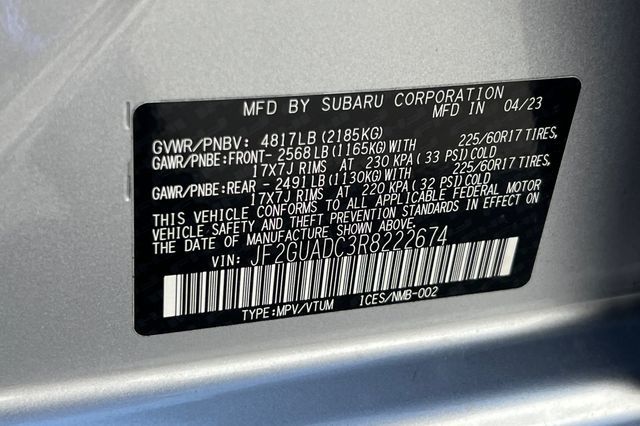 MFD BY SUBARU CORPORATION
MFD IN 04/23
GVWR/PNBV: 4817LB (2185KG)
GAWR/PNBE:FRONT- 2568LB (1165KG)WITH 225/60R17 TIRES,
17x7J RIMS AT 230 KPA (33 PSI)COLD
GAWR/PNBE:REAR - 2491LB (1130KG)WITH 225/60R17 TIRES,
17x7J RIMS AT 220 KPA (32 PSI)COLD
THIS VEHICLE CONFORMS TO ALL APPLICABLE FEDERAL MOTOR
VEHICLE SAFETY AND THEFT PREVENTION STANDARDS IN EFFECT ON
THE DATE OF MANUFACTURE SHOWN ABOVE.
VIN: JF2GUADC3R8222674
TYPE:MPV/VTUM ICES/NMB-002